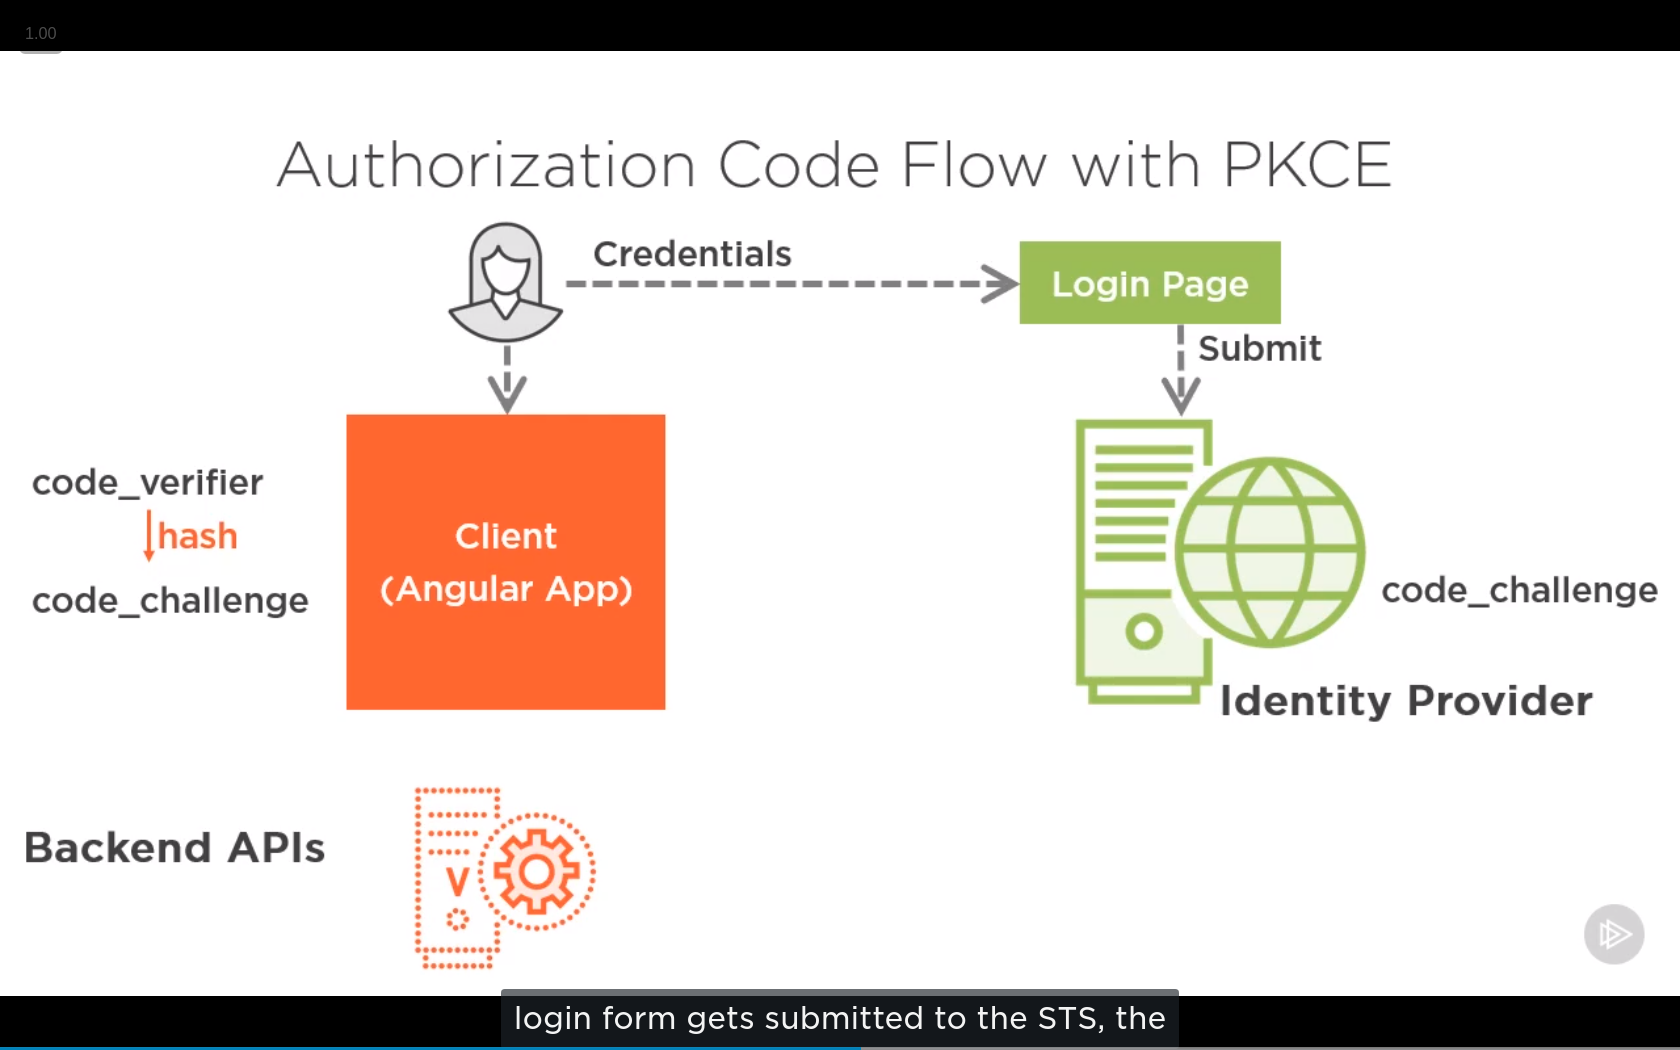 1.00
Authorization Code Flow with PKCE
Credentials
Login Page
Submit
code_verifier
hash
code_challenge
Client
(Angular App)
code_challenge
Identity Provider
Backend APIs
login form gets submitted to the STS, the